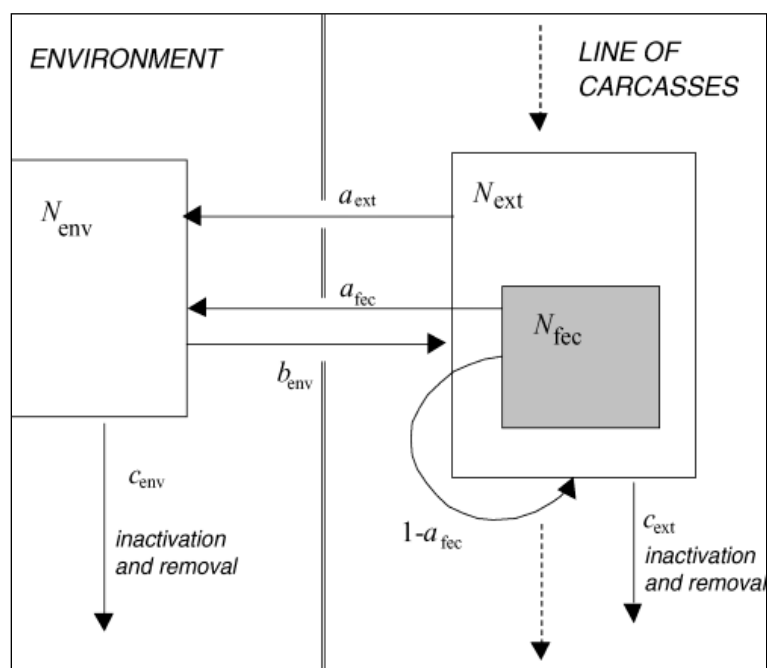 ENVIRONMENT
LINE OF
CARCASSES
N_env
a_ext
N_ext
a_fec
N_fec
b_env
c_env
inactivation
and removal
1-a_fec
c_ext
inactivation
and removal